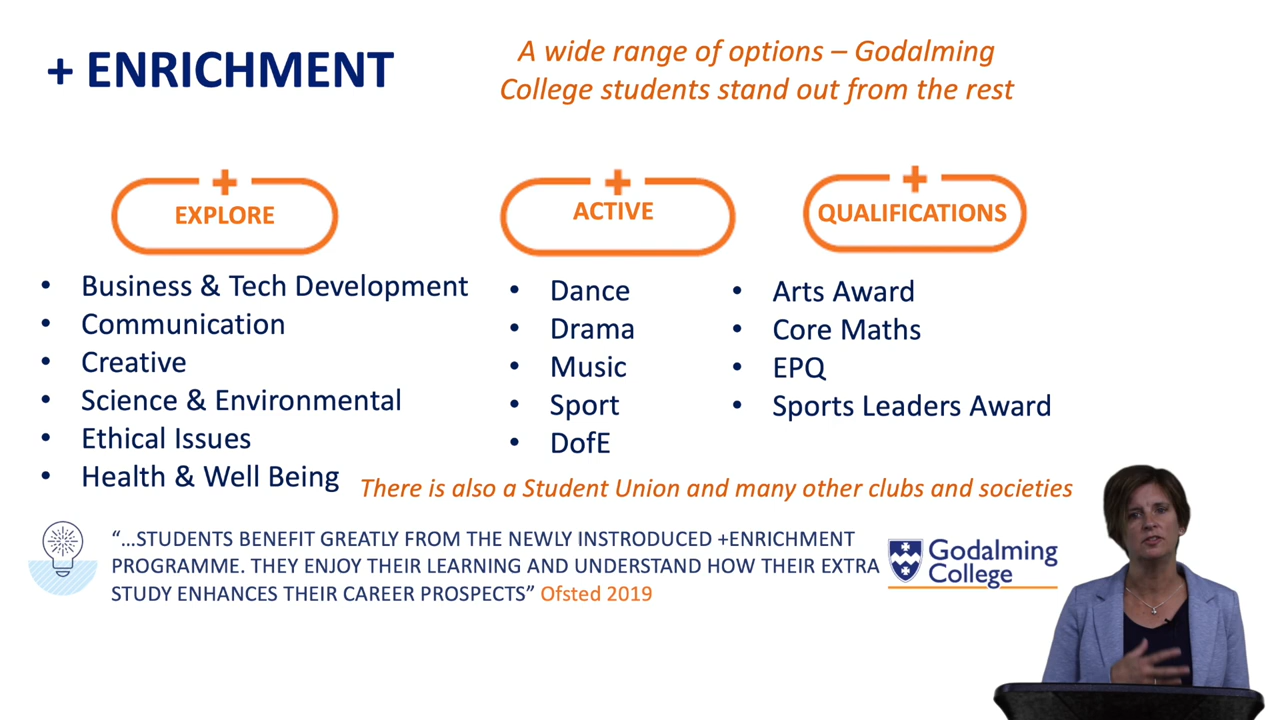 + ENRICHMENT
A wide range of options – Godalming
College students stand out from the rest
EXPLORE
• Business & Tech Development
• Communication
• Creative
• Science & Environmental
• Ethical Issues
• Health & Well Being
ACTIVE
• Dance
• Drama
• Music
• Sport
• DofE
QUALIFICATIONS
• Arts Award
• Core Maths
• EPQ
• Sports Leaders Award
There is also a Student Union and many other clubs and societies
“…STUDENTS BENEFIT GREATLY FROM THE NEWLY INSTRODUCED +ENRICHMENT
PROGRAMME. THEY ENJOY THEIR LEARNING AND UNDERSTAND HOW THEIR EXTRA
STUDY ENHANCES THEIR CAREER PROSPECTS” Ofsted 2019
Godalming
College